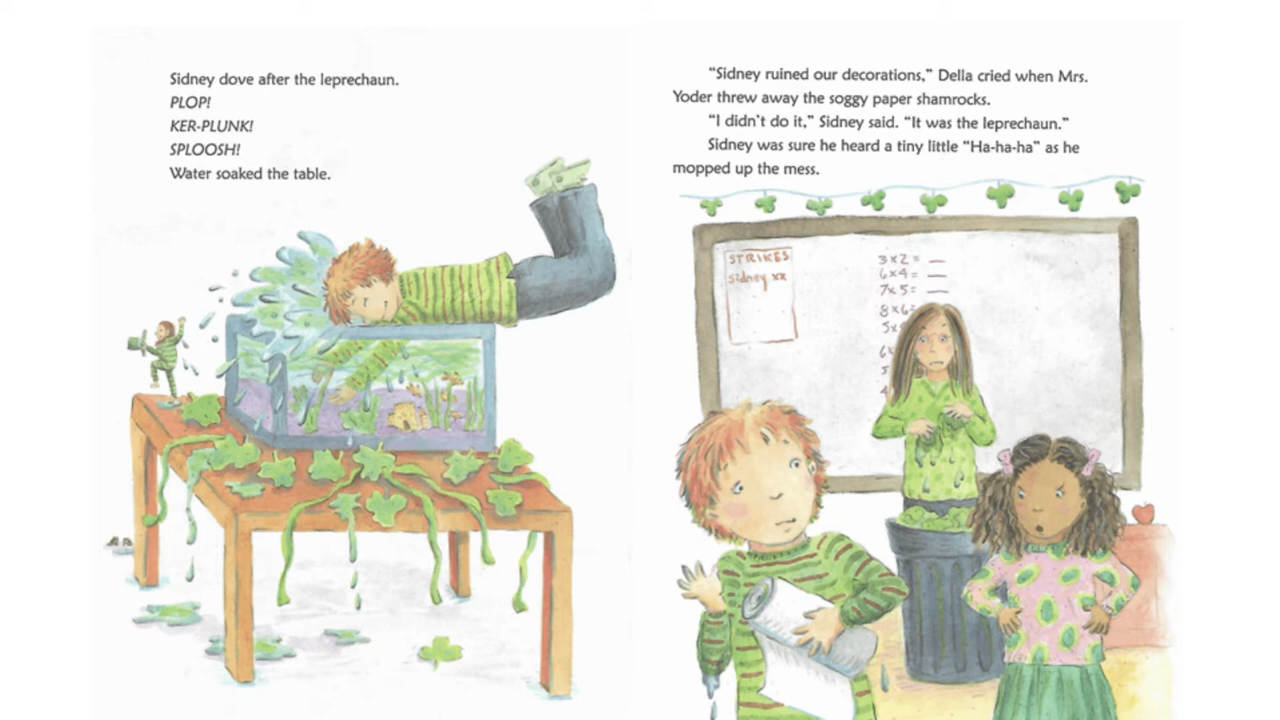 Sidney dove after the leprechaun.
PLOP!
KER-PLUNK!
SPLOOSH!
Water soaked the table.
“Sidney ruined our decorations,” Della cried when Mrs.
Yoder threw away the soggy paper shamrocks.
“I didn’t do it,” Sidney said. “It was the leprechaun.”
Sidney was sure he heard a tiny little “Ha-ha-ha” as he
mopped up the mess.
STRIKES
Sidney xx
3x2=
6x4=
7x5=
8x6=